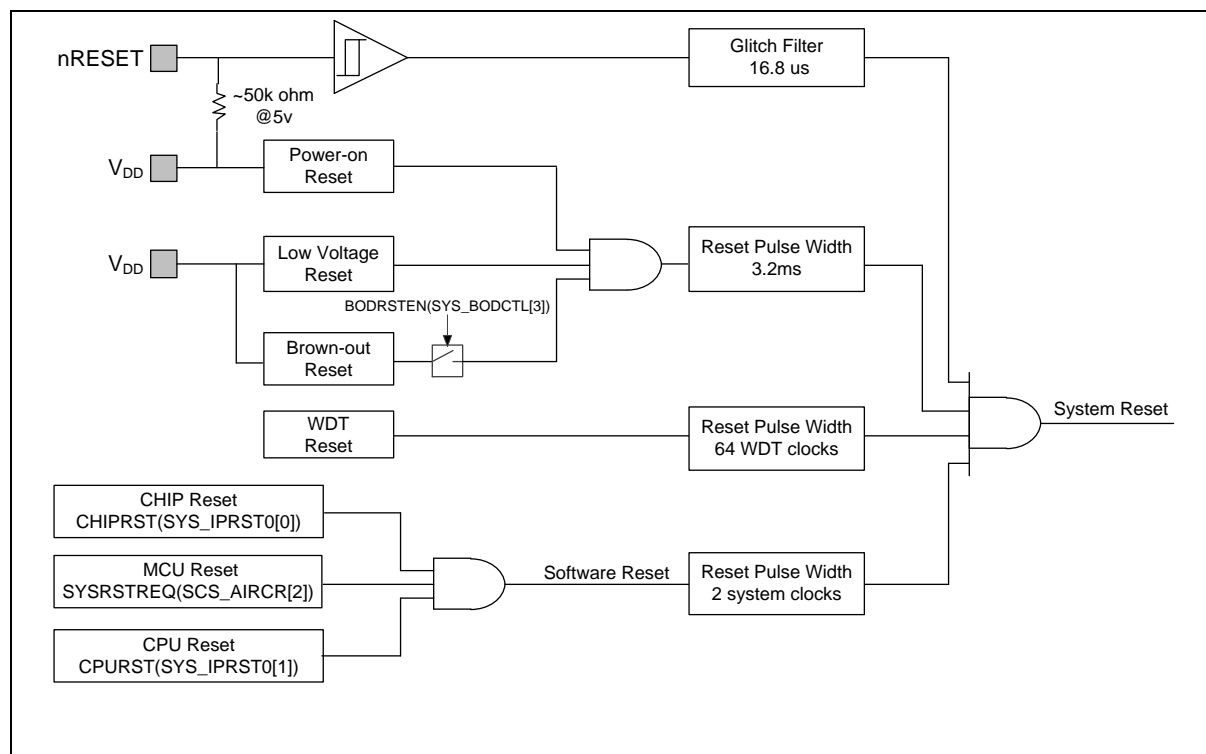 nRESET
Glitch Filter
16.8 us
~50k ohm
@5v
VDD
Power-on
Reset
VDD
Low Voltage
Reset
Reset Pulse Width
3.2ms
BODRSTEN(SYS_BODCTL[3])
Brown-out
Reset
WDT
Reset
Reset Pulse Width
64 WDT clocks
System Reset
CHIP Reset
CHIPRST(SYS_IPRST0[0])
MCU Reset
SYSRSTREQ(SCS_AIRCR[2])
Software Reset
Reset Pulse Width
2 system clocks
CPU Reset
CPURST(SYS_IPRST0[1])